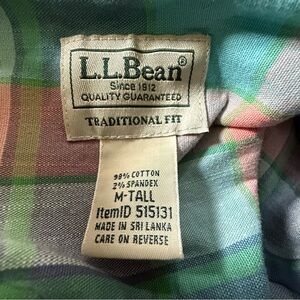 L.L.Bean®
Since 1912
QUALITY GUARANTEED
TRADITIONAL FIT
98% COTTON
2% SPANDEX
M-TALL
ItemID 515131
MADE IN SRI LANKA
CARE ON REVERSE